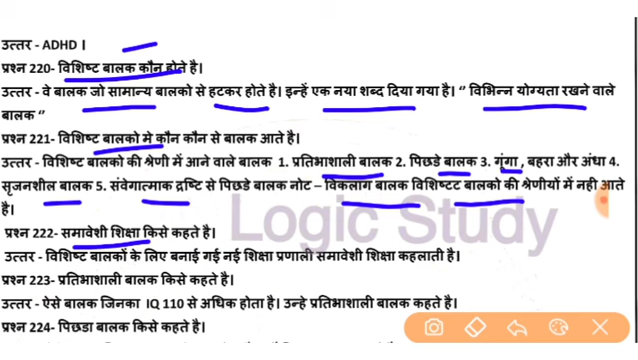 उत्तर - ADHD ।
प्रश्न 220- विशिष्ट बालक कौन होते है।
उत्तर - वे बालक जो सामान्य बालको से हटकर होते है। इन्हें एक नया शब्द दिया गया है। “ विभिन्न योग्यता रखने वाले
बालक “
प्रश्न 221- विशिष्ट बालको मे कौन कौन से बालक आते है।
उत्तर - विशिष्ट बालको की श्रेणी में आने वाले बालक 1. प्रतिभाशाली बालक 2. पिछडे बालक 3. गूंगा , बहरा और अंधा 4.
सृजनशील बालक 5. संवेगात्माक द्रष्टि से पिछडे बालक नोट – विकलाग बालक विशिष्टट बालको की श्रेणीयों में नही आते
है।
प्रश्न 222- समावेशी शिक्षा किसे कहते है।
Logic Study
उत्तर - विशिष्ट बालकों के लिए बनाई गई नई शिक्षा प्रणाली समावेशी शिक्षा कहलाती है।
प्रश्न 223- प्रतिभाशाली बालक किसे कहते है।
उत्तर - ऐसे बालक जिनका IQ 110 से अधिक होता है। उन्हे प्रतिभाशाली बालक कहते है।
प्रश्न 224- पिछडा बालक किसे कहते है।